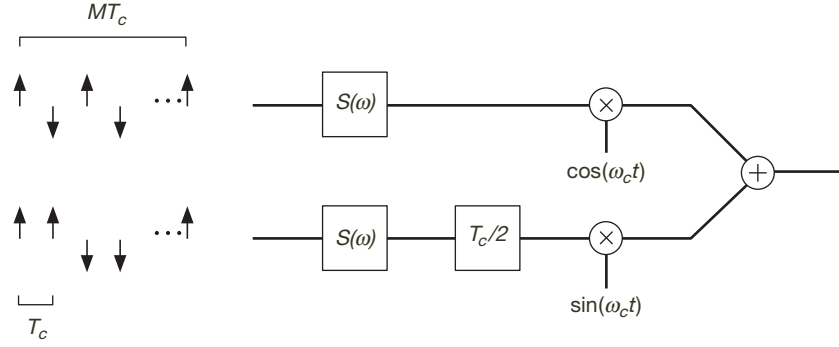 MT_c
...
S(ω)
×
cos(ω_c t)
+
...
S(ω)
T_c/2
×
sin(ω_c t)
T_c